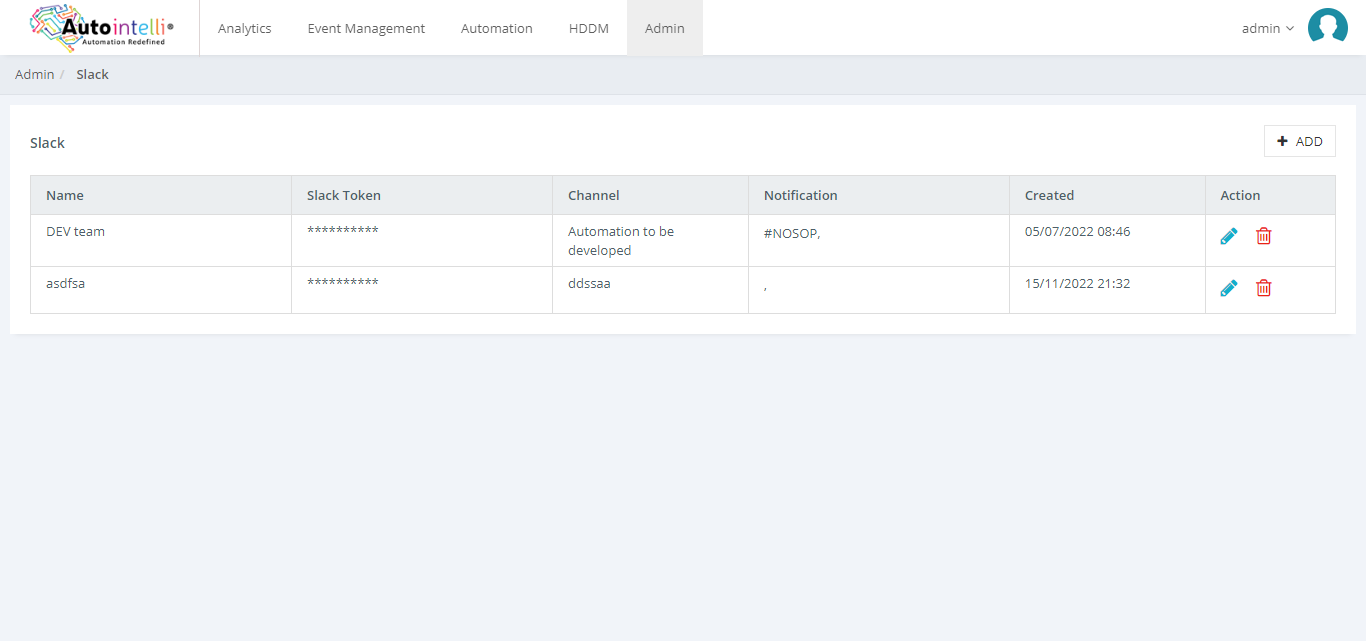 Autointelli®
Automation Redefined
Analytics
Event Management
Automation
HDDM
Admin
admin
Admin / Slack
Slack
ADD
Name
Slack Token
Channel
Notification
Created
Action
DEV team
**********
Automation to be
developed
#NOSOP,
05/07/2022 08:46
asdfsa
**********
ddssaa
,
15/11/2022 21:32